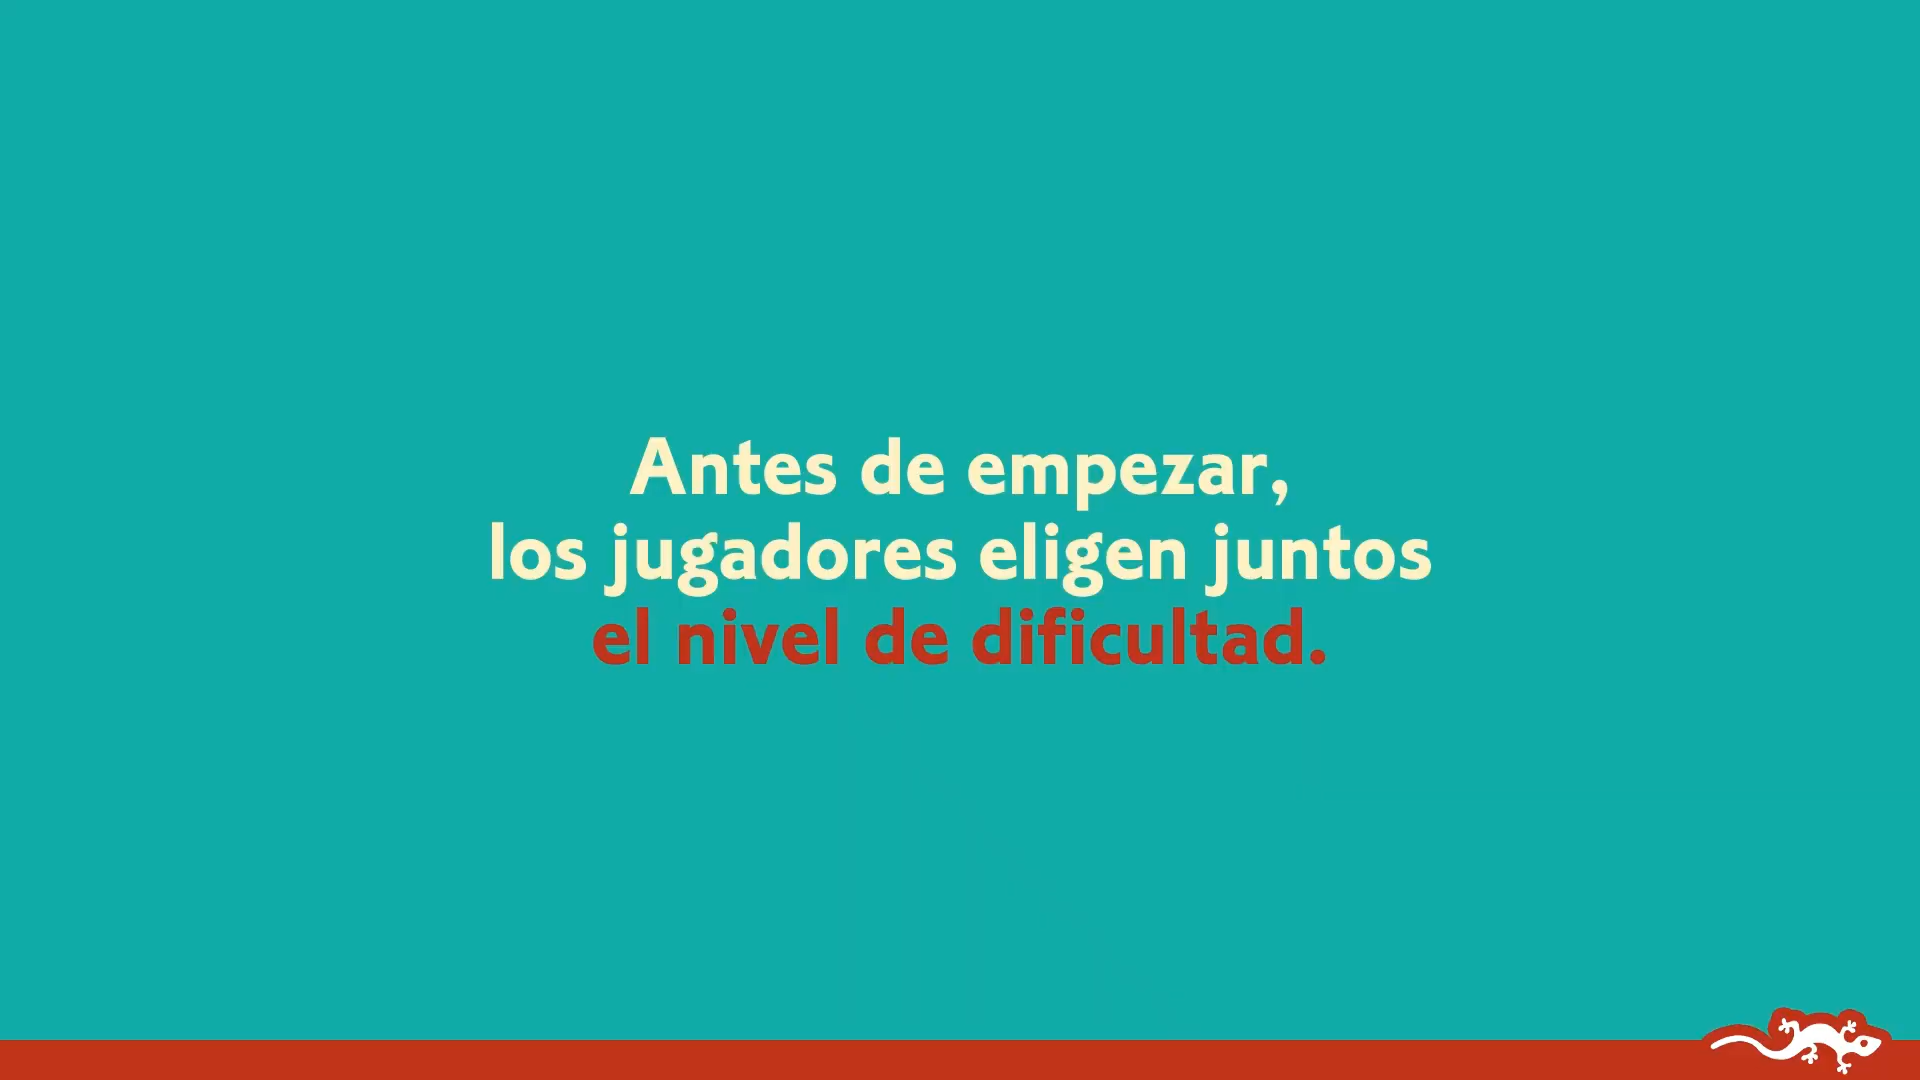 Antes de empezar,
los jugadores eligen juntos
el nivel de dificultad.